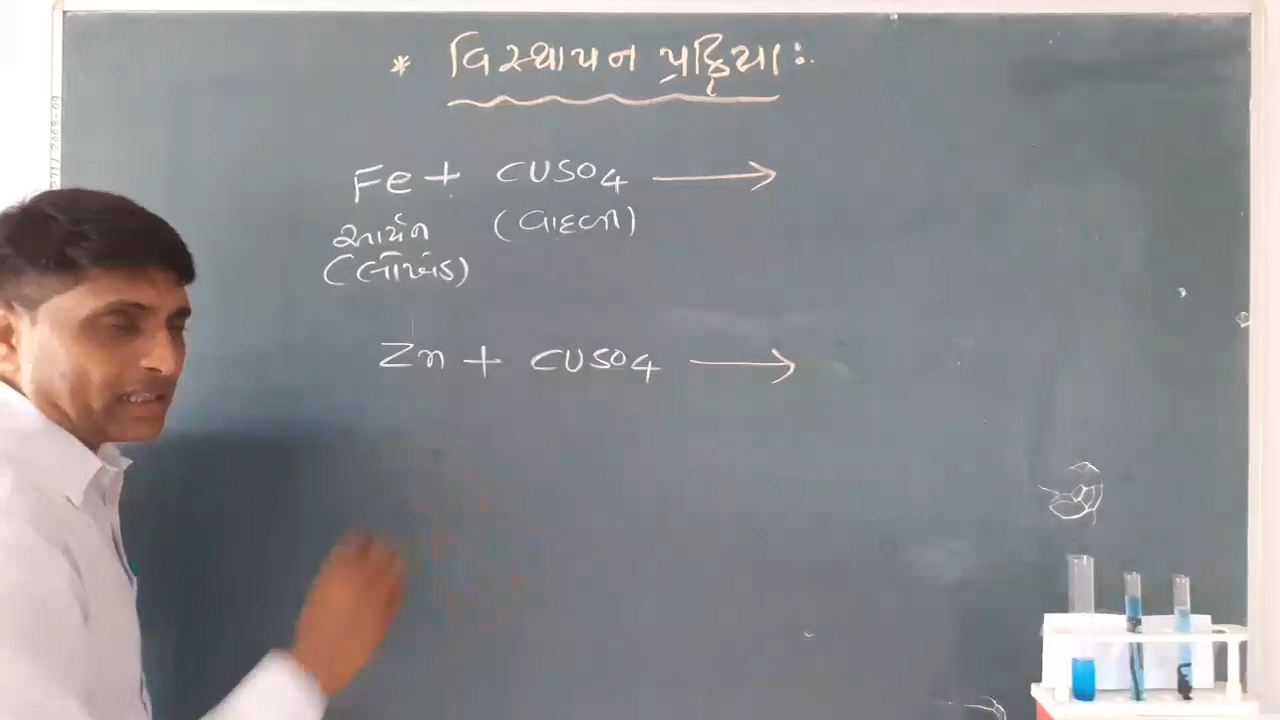 * વિસ્થાપન પ્રક્રિયા :
Fe + CUSO4 →
આયર્ન (વાદળી)
(લોખંડ)
Zn + CUSO4 →